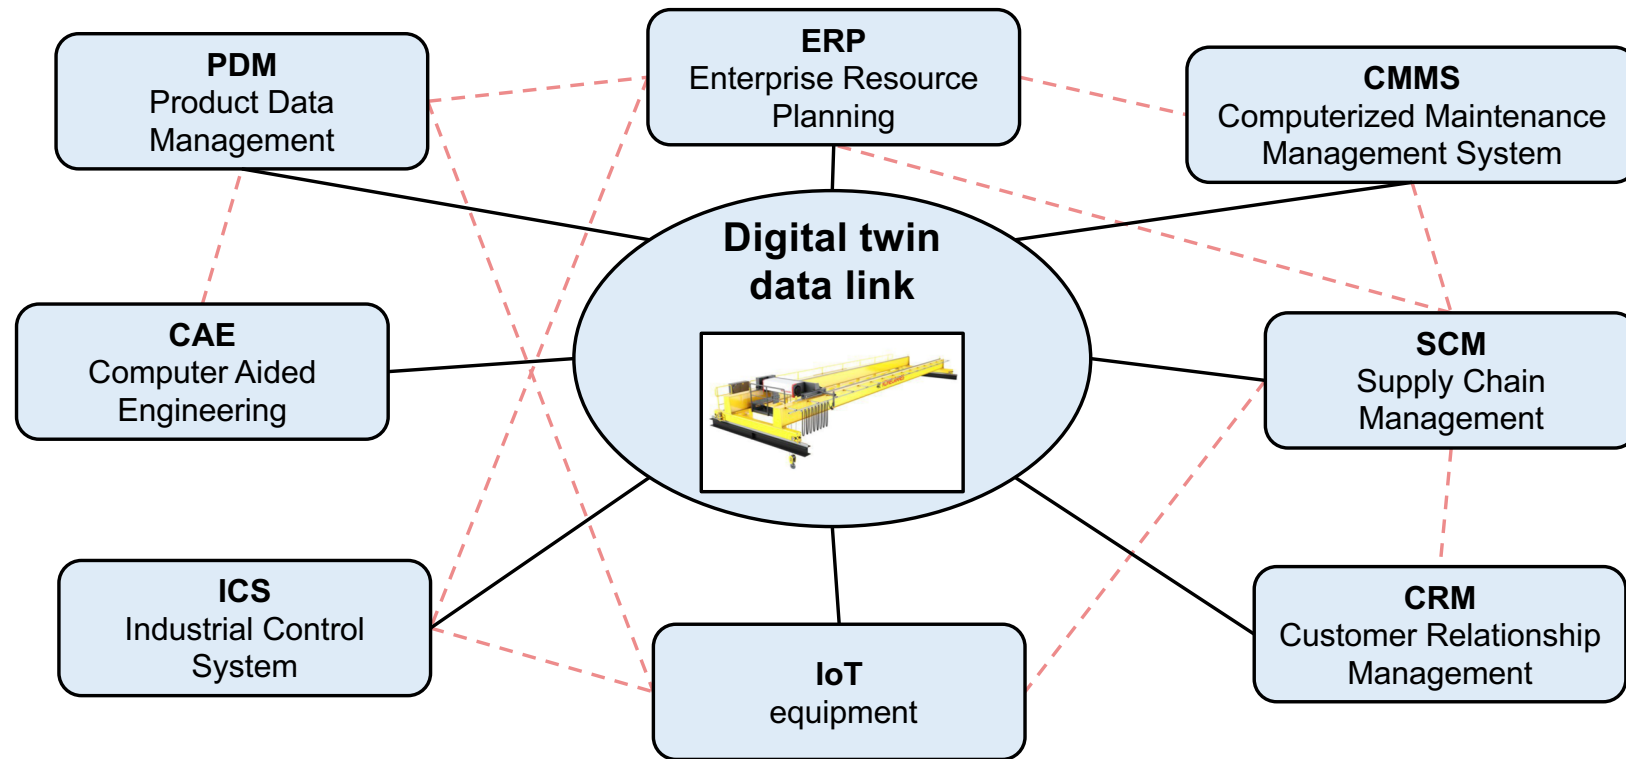 PDM
Product Data
Management
ERP
Enterprise Resource
Planning
CMMS
Computerized Maintenance
Management System
Digital twin
data link
CAE
Computer Aided
Engineering
SCM
Supply Chain
Management
ICS
Industrial Control
System
IoT
equipment
CRM
Customer Relationship
Management